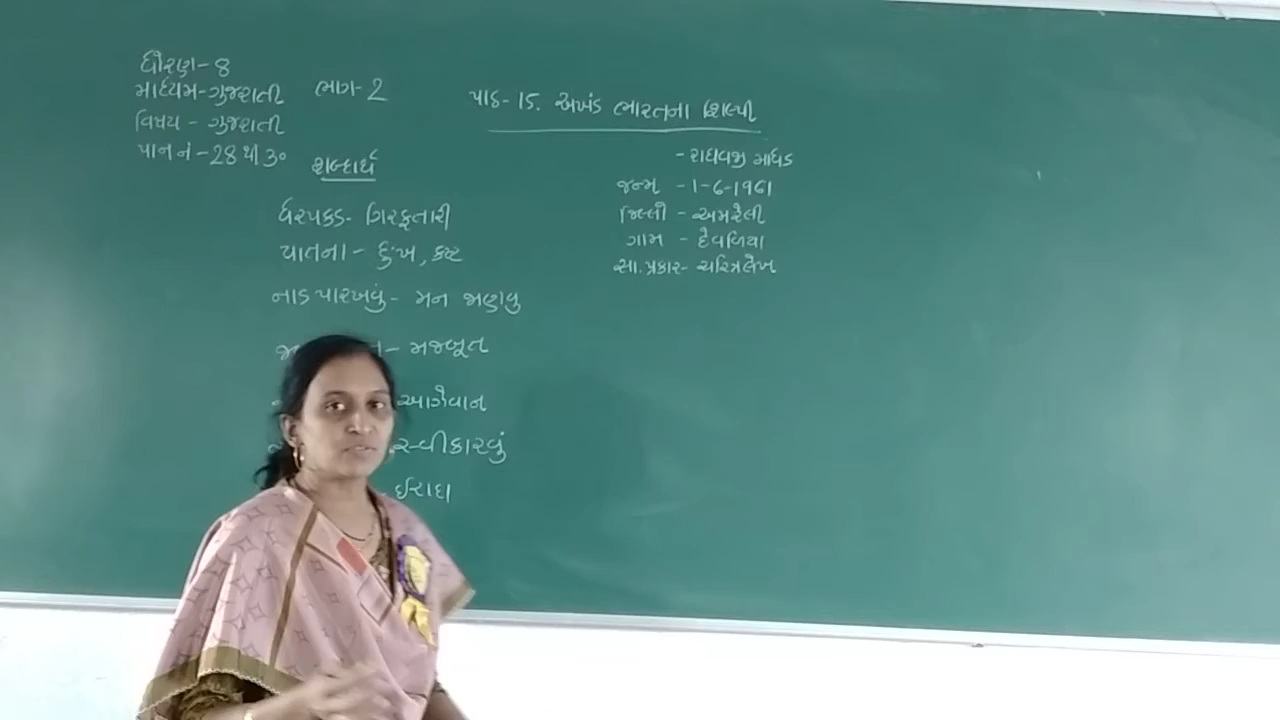 ધોરણ-8
માધ્યમ-ગુજરાતી
ભાગ-2
વિષય - ગુજરાતી
પાન નં-28 થી 30
શબ્દાર્થ
ધરપકડ- ગિરફતારી
યાતના - દુઃખ, કષ્ટ
નાડ પારખવું - મન જાણવુ
- મજબૂત
આગેવાન
સ્વીકારવું
ઈરાદા
પાઠ-15. અખંડ ભારતના શિલ્પી
- રાઘવજી માધડ
જન્મ - 1-6-1961
જિલ્લો - અમરેલી
ગામ - દેવળિયા
સા.પ્રકાર- ચરિત્રલેખ